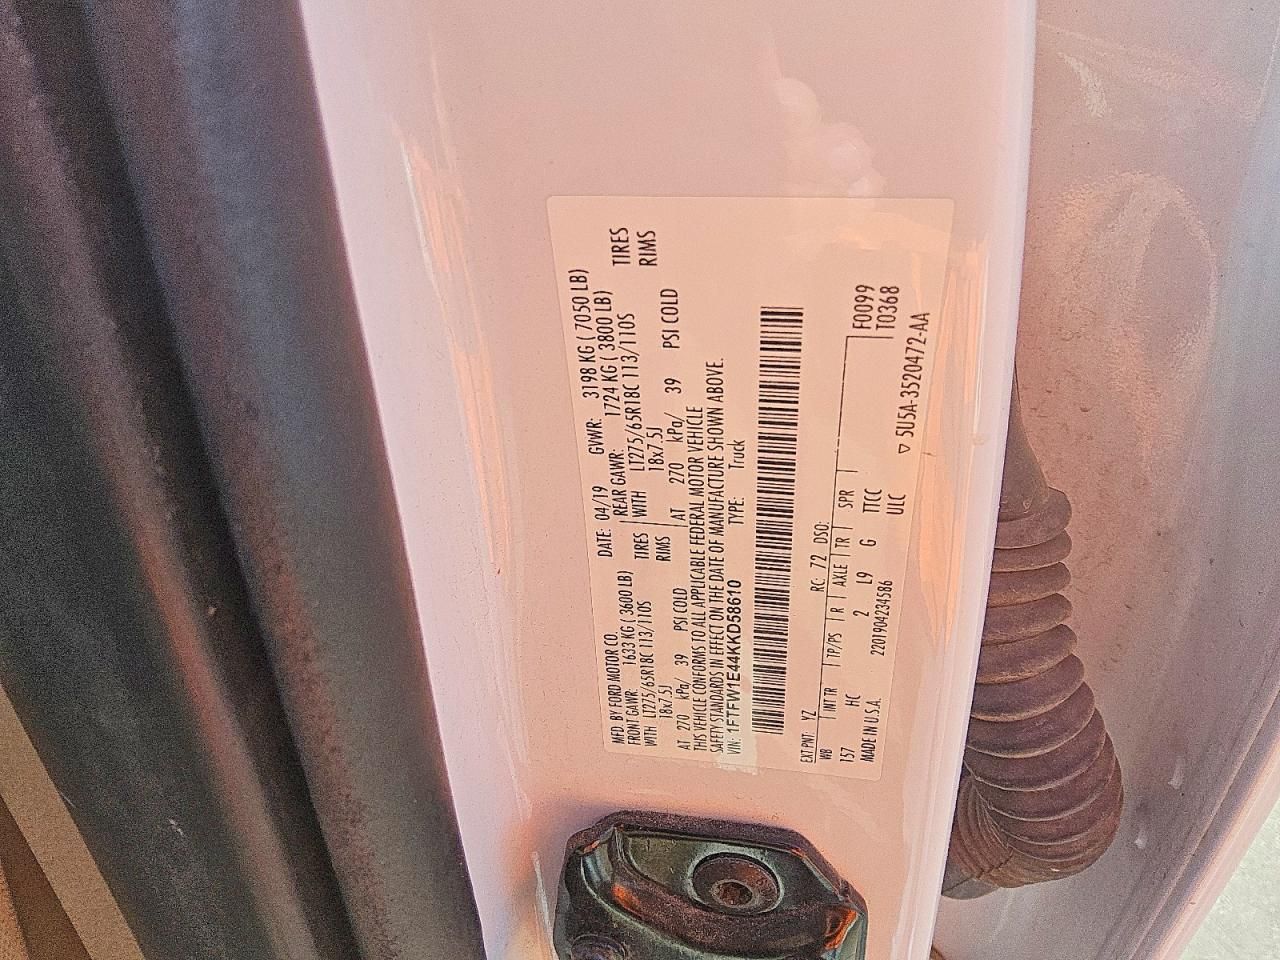 MFD BY FORD MOTOR CO.
DATE: 04/19 GVWR: 3198 KG ( 7050 LB)
FRONT GAWR: 1633 KG ( 3600 LB) REAR GAWR: 1724 KG ( 3800 LB)
WITH LT275/65R18C 113/110S TIRES WITH LT275/65R18C 113/110S TIRES
18x7.5J RIMS 18x7.5J RIMS
AT 270 kPa/ 39 PSI COLD AT 270 kPa/ 39 PSI COLD
THIS VEHICLE CONFORMS TO ALL APPLICABLE FEDERAL MOTOR VEHICLE
SAFETY STANDARDS IN EFFECT ON THE DATE OF MANUFACTURE SHOWN ABOVE.
VIN: 1FTFW1E44KKD58610 TYPE: Truck
EXT PNT: YZ RC: 72 DSO:
WB INT TR TP/PS R AXLE TR SPR F0099
157 HC 2 L9 G TTCC T0368
MADE IN U.S.A. 2201904234586 ULC
▽ 5U5A-3520472-AA